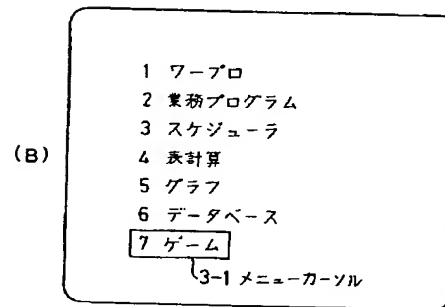 1 ワープロ
2 業務プログラム
3 スケジューラ
(B)
4 表計算
5 グラフ
6 データベース
7 ゲーム
3-1 メニューカーソル